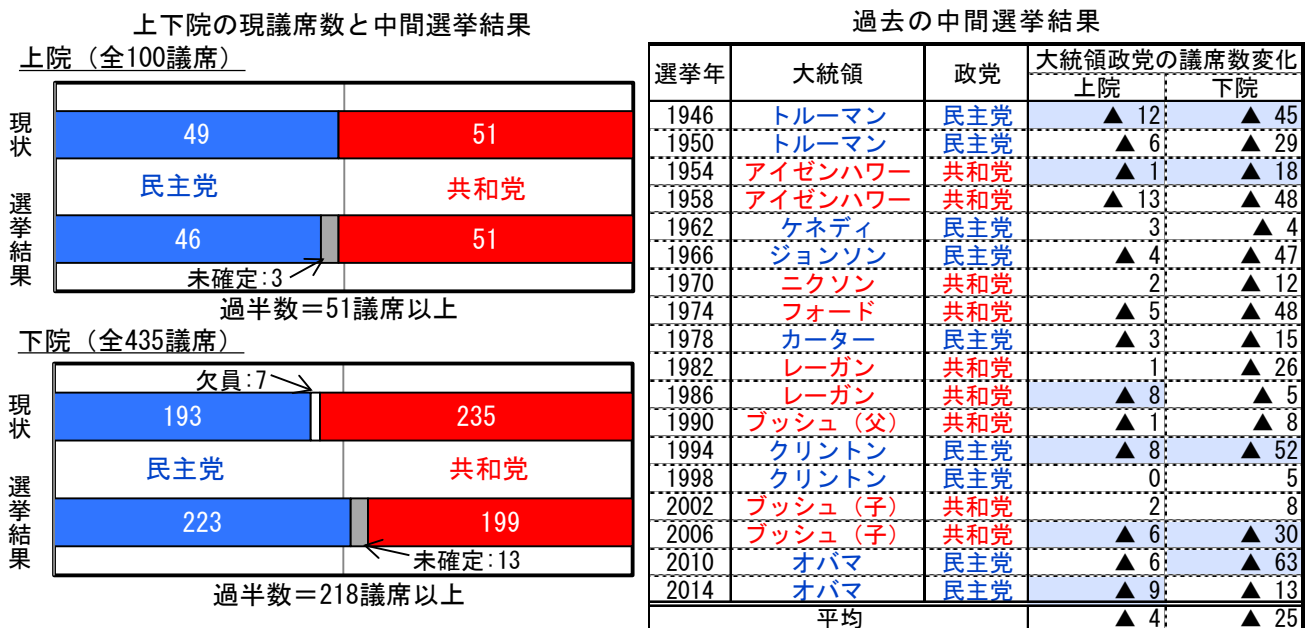 上下院の現議席数と中間選挙結果
上院（全100議席）
現状
49
51
民主党
共和党
選挙結果
46
51
未確定:3
過半数＝51議席以上
下院（全435議席）
欠員:7
現状
193
235
民主党
共和党
選挙結果
223
199
未確定:13
過半数＝218議席以上
過去の中間選挙結果
選挙年 大統領 政党 大統領政党の議席数変化
上院 下院
1946 トルーマン 民主党 ▲ 12 ▲ 45
1950 トルーマン 民主党 ▲ 6 ▲ 29
1954 アイゼンハワー 共和党 ▲ 1 ▲ 18
1958 アイゼンハワー 共和党 ▲ 13 ▲ 48
1962 ケネディ 民主党 3 ▲ 4
1966 ジョンソン 民主党 ▲ 4 ▲ 47
1970 ニクソン 共和党 2 ▲ 12
1974 フォード 共和党 ▲ 5 ▲ 48
1978 カーター 民主党 ▲ 3 ▲ 15
1982 レーガン 共和党 1 ▲ 26
1986 レーガン 共和党 ▲ 8 ▲ 5
1990 ブッシュ（父） 共和党 ▲ 1 ▲ 8
1994 クリントン 民主党 ▲ 8 ▲ 52
1998 クリントン 民主党 0 5
2002 ブッシュ（子） 共和党 2 8
2006 ブッシュ（子） 共和党 ▲ 6 ▲ 30
2010 オバマ 民主党 ▲ 6 ▲ 63
2014 オバマ 民主党 ▲ 9 ▲ 13
平均 ▲ 4 ▲ 25